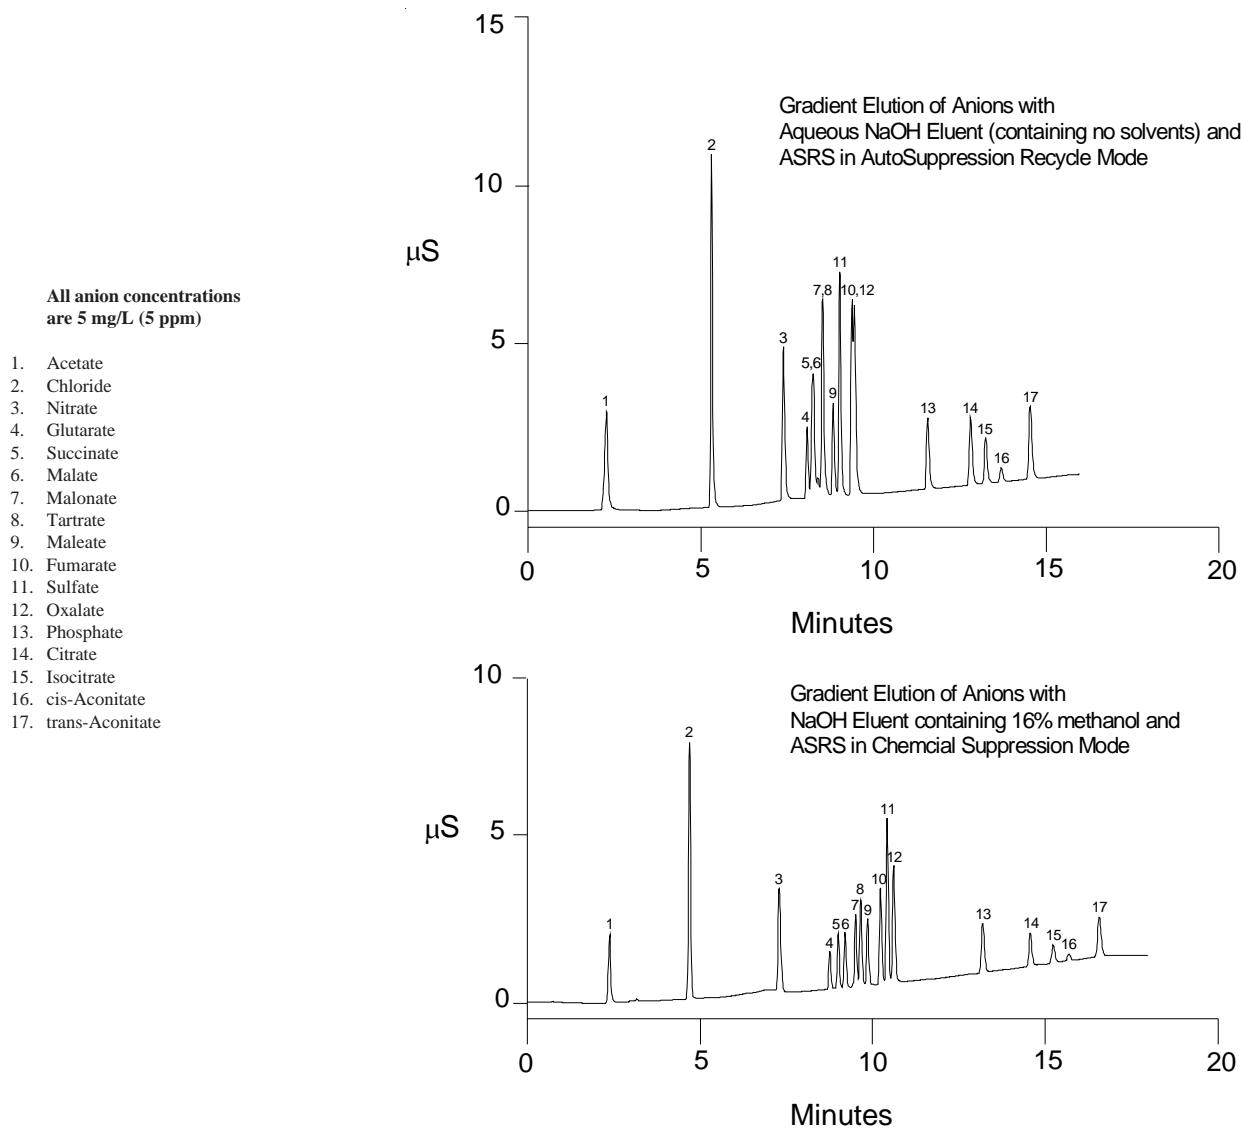 All anion concentrations
are 5 mg/L (5 ppm)
1. Acetate
2. Chloride
3. Nitrate
4. Glutarate
5. Succinate
6. Malate
7. Malonate
8. Tartrate
9. Maleate
10. Fumarate
11. Sulfate
12. Oxalate
13. Phosphate
14. Citrate
15. Isocitrate
16. cis-Aconitate
17. trans-Aconitate
15
Gradient Elution of Anions with
Aqueous NaOH Eluent (containing no solvents) and
ASRS in AutoSuppression Recycle Mode
2
10
μS
11
7,8 10,12
5
3
5,6
9
1
4
13
14
15
16
17
0
0 5 10 15 20
Minutes
10
Gradient Elution of Anions with
NaOH Eluent containing 16% methanol and
ASRS in Chemcial Suppression Mode
2
μS
5
11
12
3
10
8
7
9
1
5 6
4
13
14
15
16
17
0
0 5 10 15 20
Minutes